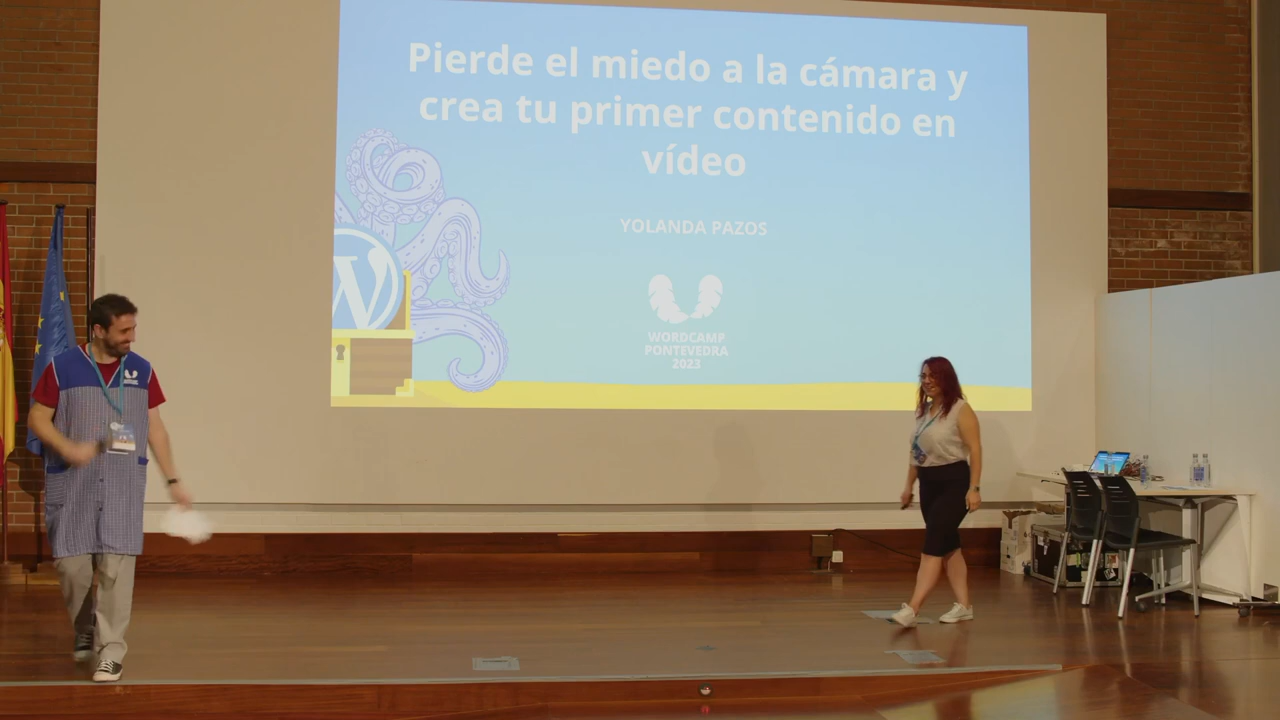 Pierde el miedo a la cámara y
crea tu primer contenido en
vídeo
YOLANDA PAZOS
WORDCAMP
PONTEVEDRA
2023